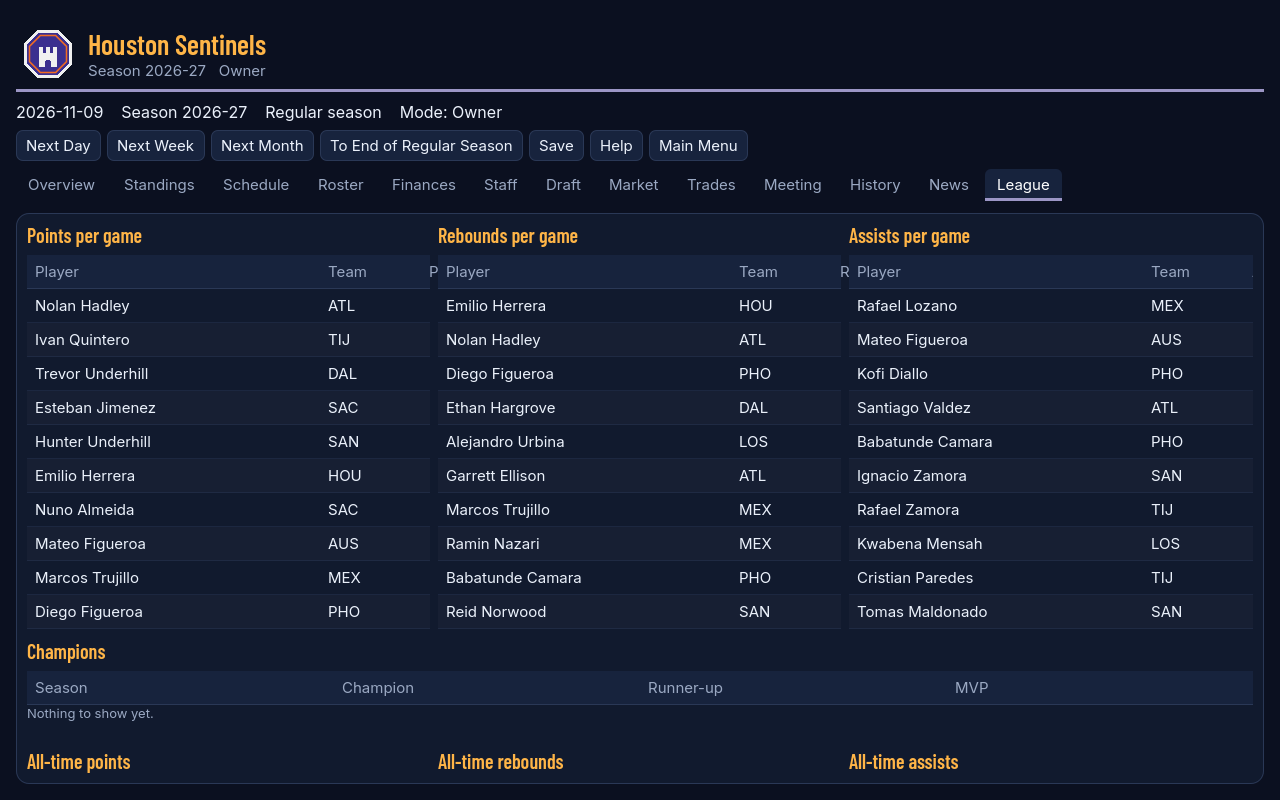 Houston Sentinels
Season 2026-27 Owner
2026-11-09 Season 2026-27 Regular season Mode: Owner
Next Day Next Week Next Month To End of Regular Season Save Help Main Menu
Overview Standings Schedule Roster Finances Staff Draft Market Trades Meeting History News League
Points per game Rebounds per game Assists per game
Player Team P Player Team R Player Team
Nolan Hadley ATL Emilio Herrera HOU Rafael Lozano MEX
Ivan Quintero TIJ Nolan Hadley ATL Mateo Figueroa AUS
Trevor Underhill DAL Diego Figueroa PHO Kofi Diallo PHO
Esteban Jimenez SAC Ethan Hargrove DAL Santiago Valdez ATL
Hunter Underhill SAN Alejandro Urbina LOS Babatunde Camara PHO
Emilio Herrera HOU Garrett Ellison ATL Ignacio Zamora SAN
Nuno Almeida SAC Marcos Trujillo MEX Rafael Zamora TIJ
Mateo Figueroa AUS Ramin Nazari MEX Kwabena Mensah LOS
Marcos Trujillo MEX Babatunde Camara PHO Cristian Paredes TIJ
Diego Figueroa PHO Reid Norwood SAN Tomas Maldonado SAN
Champions
Season Champion Runner-up MVP
Nothing to show yet.
All-time points All-time rebounds All-time assists